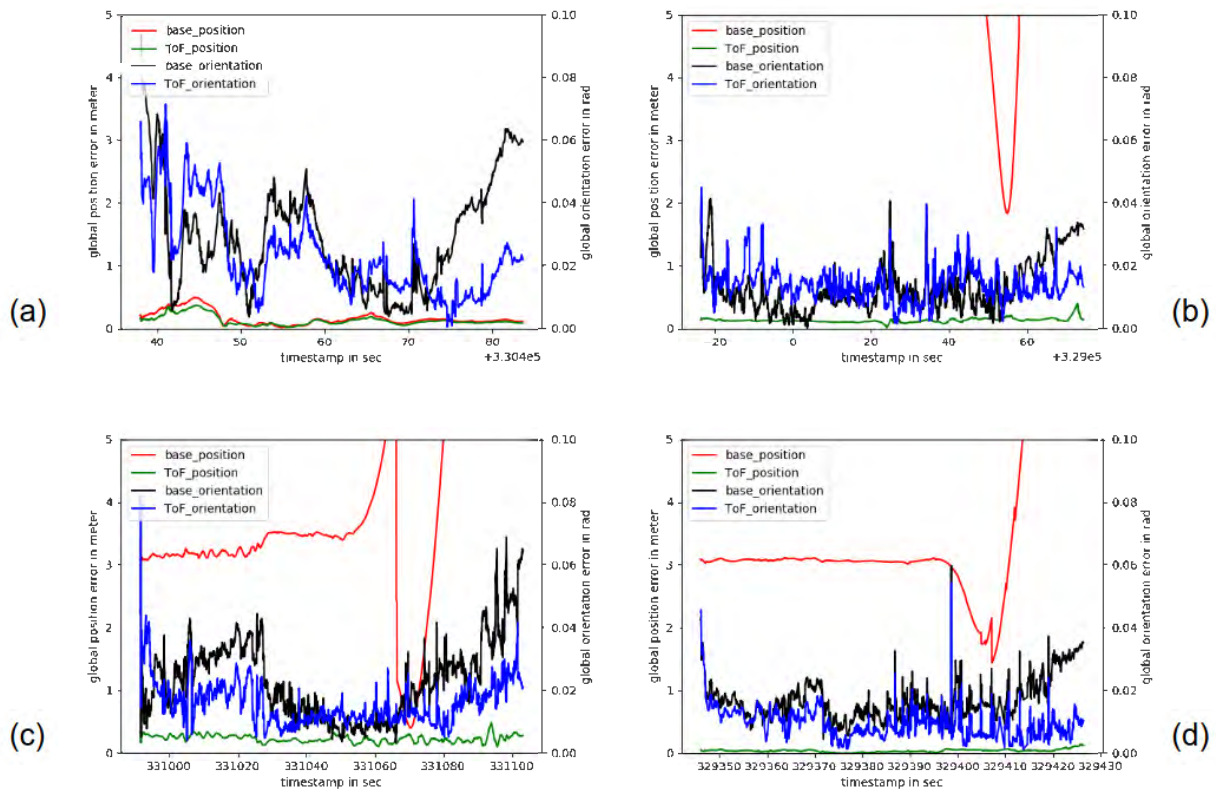 5
base_position
ToF_position
base_orientation
ToF_orientation
4
3
2
1
0
global position error in meter
0.10
0.08
0.06
0.04
0.02
0.00
global orientation error in rad
40 50 60 70 80
timestamp in sec
+3.304e5
(a)
5
base_position
ToF_position
base_orientation
ToF_orientation
4
3
2
1
0
global position error in meter
0.10
0.08
0.06
0.04
0.02
0.00
global orientation error in rad
−20 0 20 40 60
timestamp in sec
+3.29e5
(b)
5
base_position
ToF_position
base_orientation
ToF_orientation
4
3
2
1
0
global position error in meter
0.10
0.08
0.06
0.04
0.02
0.00
global orientation error in rad
331000 331020 331040 331060 331080 331100
timestamp in sec
(c)
5
base_position
ToF_position
base_orientation
ToF_orientation
4
3
2
1
0
global position error in meter
0.10
0.08
0.06
0.04
0.02
0.00
global orientation error in rad
329350 329360 329370 329380 329390 329400 329410 329420 329430
timestamp in sec
(d)